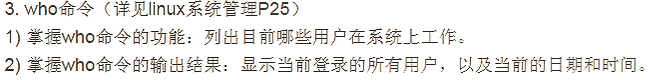 3. who命令（详见linux系统管理P25）
1) 掌握who命令的功能：列出目前哪些用户在系统上工作。
2) 掌握who命令的输出结果：显示当前登录的所有用户，以及当前的日期和时间。